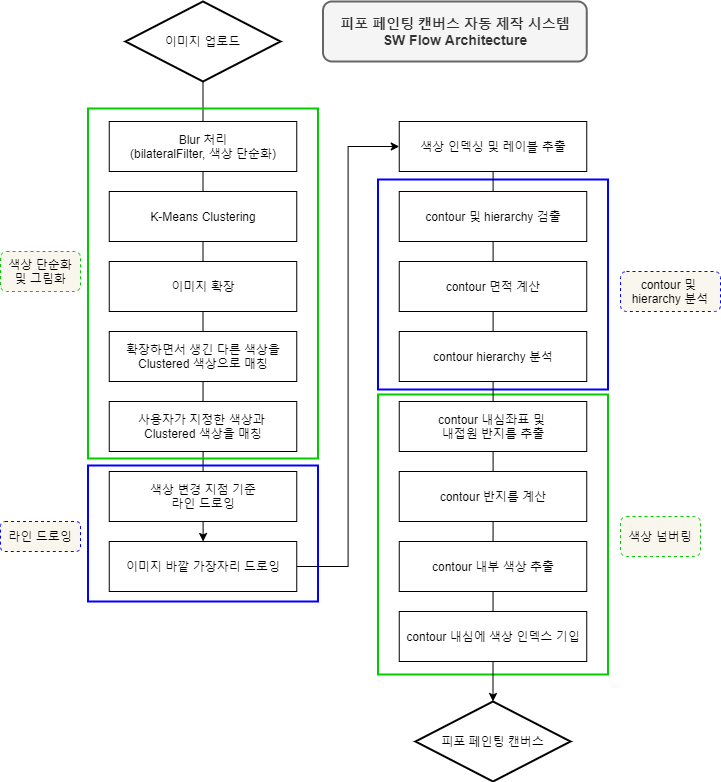 피포 페인팅 캔버스 자동 제작 시스템
SW Flow Architecture
이미지 업로드
색상 단순화
및 그림화
Blur 처리
(bilateralFilter, 색상 단순화)
K-Means Clustering
이미지 확장
확장하면서 생긴 다른 색상을
Clustered 색상으로 매칭
사용자가 지정한 색상과
Clustered 색상을 매칭
라인 드로잉
색상 변경 지점 기준
라인 드로잉
이미지 바깥 가장자리 드로잉
색상 인덱싱 및 레이블 추출
contour 및 hierarchy 검출
contour 면적 계산
contour hierarchy 분석
contour 및
hierarchy 분석
contour 내심좌표 및
내접원 반지름 추출
contour 반지름 계산
contour 내부 색상 추출
contour 내심에 색상 인덱스 기입
색상 넘버링
피포 페인팅 캔버스